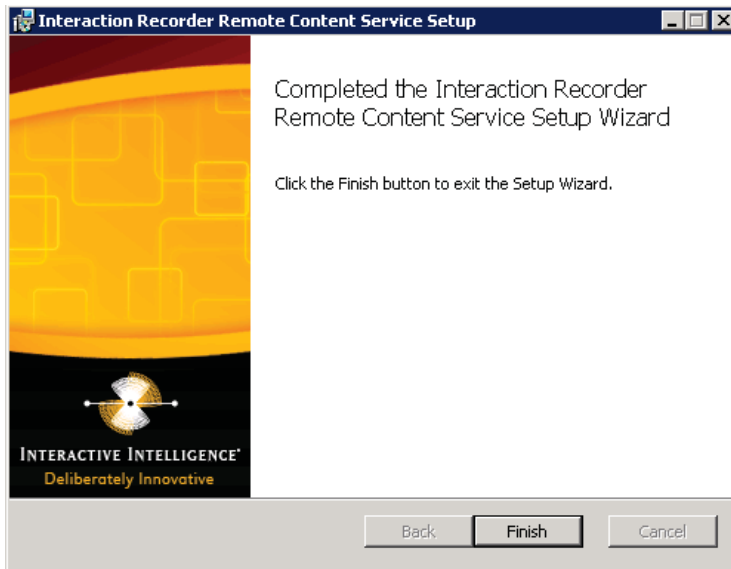 Interaction Recorder Remote Content Service Setup
Completed the Interaction Recorder
Remote Content Service Setup Wizard
Click the Finish button to exit the Setup Wizard.
INTERACTIVE INTELLIGENCE®
Deliberately Innovative
Back Finish Cancel